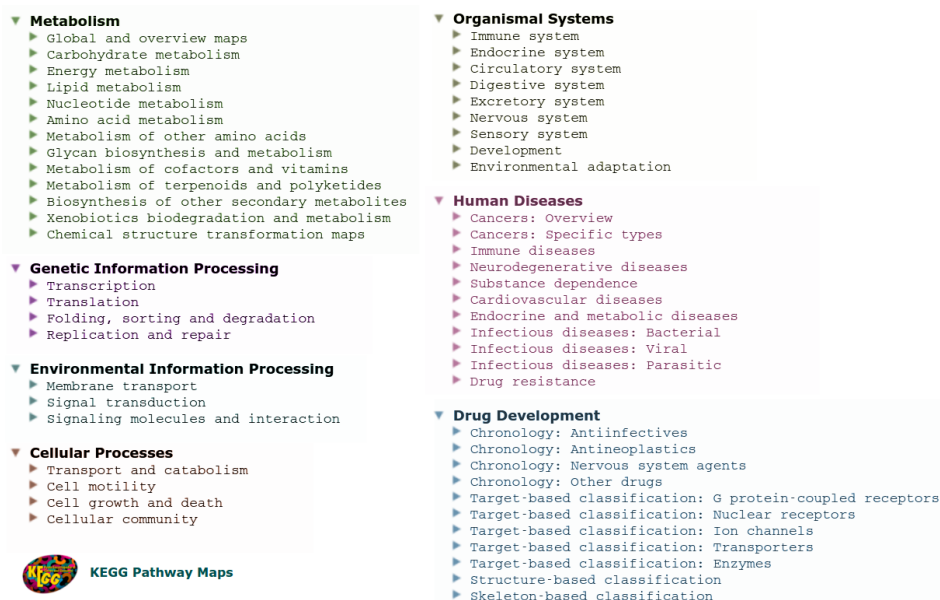 Metabolism
Global and overview maps
Carbohydrate metabolism
Energy metabolism
Lipid metabolism
Nucleotide metabolism
Amino acid metabolism
Metabolism of other amino acids
Glycan biosynthesis and metabolism
Metabolism of cofactors and vitamins
Metabolism of terpenoids and polyketides
Biosynthesis of other secondary metabolites
Xenobiotics biodegradation and metabolism
Chemical structure transformation maps
Genetic Information Processing
Transcription
Translation
Folding, sorting and degradation
Replication and repair
Environmental Information Processing
Membrane transport
Signal transduction
Signaling molecules and interaction
Cellular Processes
Transport and catabolism
Cell motility
Cell growth and death
Cellular community
KEGG
KEGG Pathway Maps
Organismal Systems
Immune system
Endocrine system
Circulatory system
Digestive system
Excretory system
Nervous system
Sensory system
Development
Environmental adaptation
Human Diseases
Cancers: Overview
Cancers: Specific types
Immune diseases
Neurodegenerative diseases
Substance dependence
Cardiovascular diseases
Endocrine and metabolic diseases
Infectious diseases: Bacterial
Infectious diseases: Viral
Infectious diseases: Parasitic
Drug resistance
Drug Development
Chronology: Antiinfectives
Chronology: Antineoplastics
Chronology: Nervous system agents
Chronology: Other drugs
Target-based classification: G protein-coupled receptors
Target-based classification: Nuclear receptors
Target-based classification: Ion channels
Target-based classification: Transporters
Target-based classification: Enzymes
Structure-based classification
Skeleton-based classification